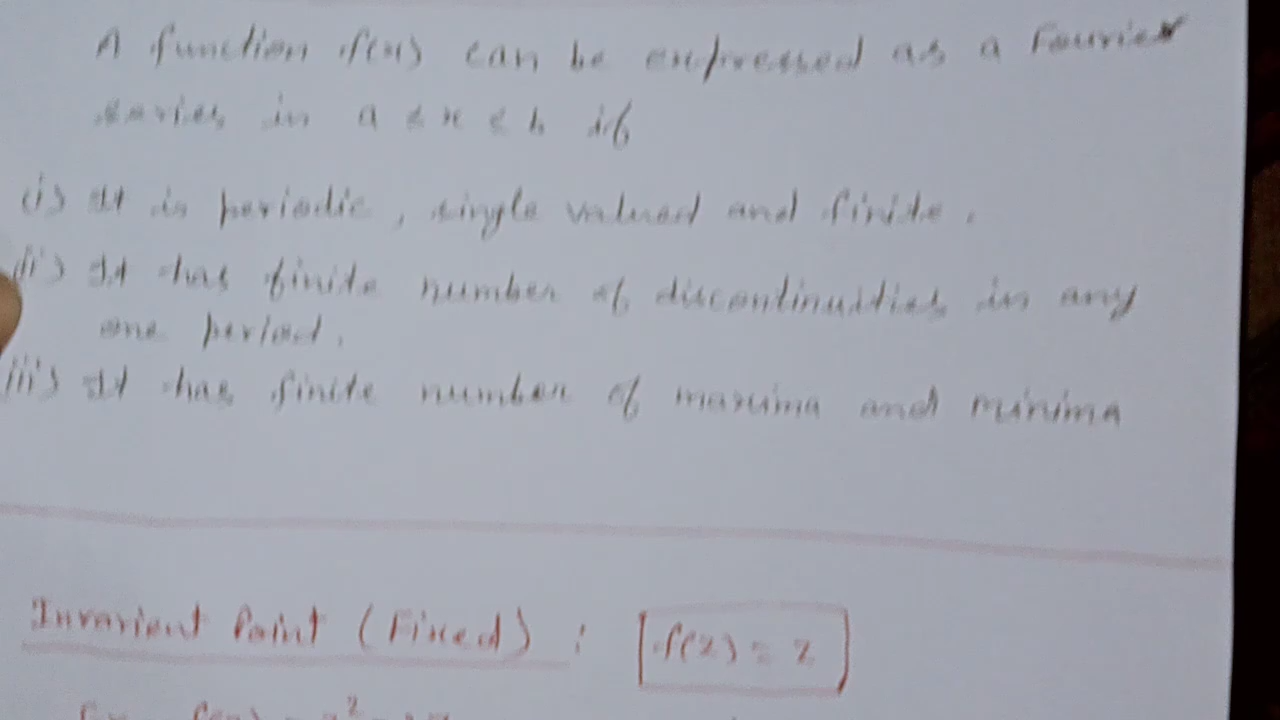 A function f(x) can be expressed as a Fourier
series in a < x < b if
(i) It is periodic, single valued and finite.
(ii) It has finite number of discontinuities in any
one period.
(iii) It has finite number of maxima and minima
Invarient Point (Fixed) : f(z) = z